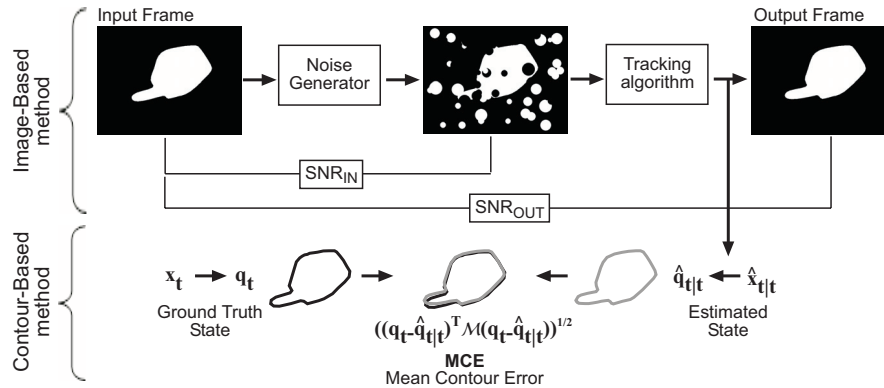 Input Frame
Output Frame
Image-Based
method
Noise
Generator
Tracking
algorithm
SNR_IN
SNR_OUT
Contour-Based
method
x_t
q_t
q̂_t|t
x̂_t|t
Ground Truth
State
Estimated
State
((q_t-q̂_t|t)^T M(q_t-q̂_t|t))^1/2
MCE
Mean Contour Error